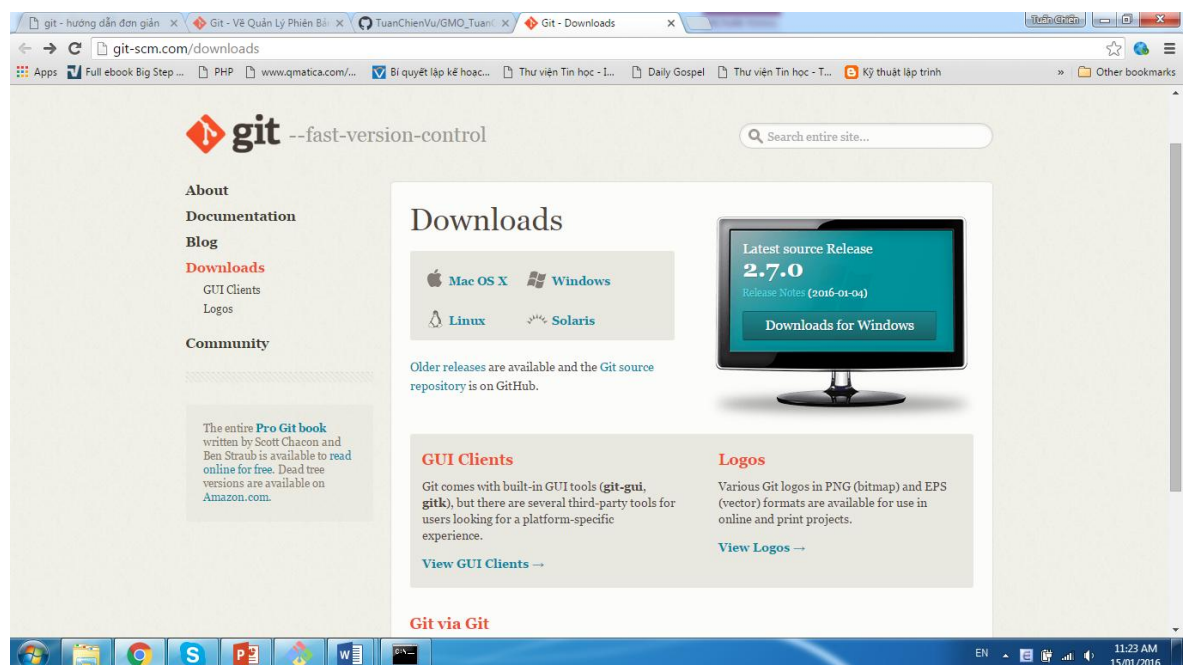 git - hướng dẫn đơn giản
Git - Về Quản Lý Phiên Bả
TuanChienVu/GMO_Tuan
Git - Downloads
Tuấn Chiến
git-scm.com/downloads
Apps
Full ebook Big Step ...
PHP
www.qmatica.com/...
Bí quyết lập kế hoạc...
Thư viện Tin học - I...
Daily Gospel
Thư viện Tin học - T...
Kỹ thuật lập trình
»
Other bookmarks
git --fast-version-control
Search entire site...
About
Documentation
Blog
Downloads
GUI Clients
Logos
Community
The entire Pro Git book
written by Scott Chacon and
Ben Straub is available to read
online for free. Dead tree
versions are available on
Amazon.com.
Downloads
Mac OS X
Windows
Linux
Solaris
Older releases are available and the Git source
repository is on GitHub.
Latest source Release
2.7.0
Release Notes (2016-01-04)
Downloads for Windows
GUI Clients
Git comes with built-in GUI tools (git-gui,
gitk), but there are several third-party tools for
users looking for a platform-specific
experience.
View GUI Clients →
Logos
Various Git logos in PNG (bitmap) and EPS
(vector) formats are available for use in
online and print projects.
View Logos →
Git via Git
EN
11:23 AM
15/01/2016